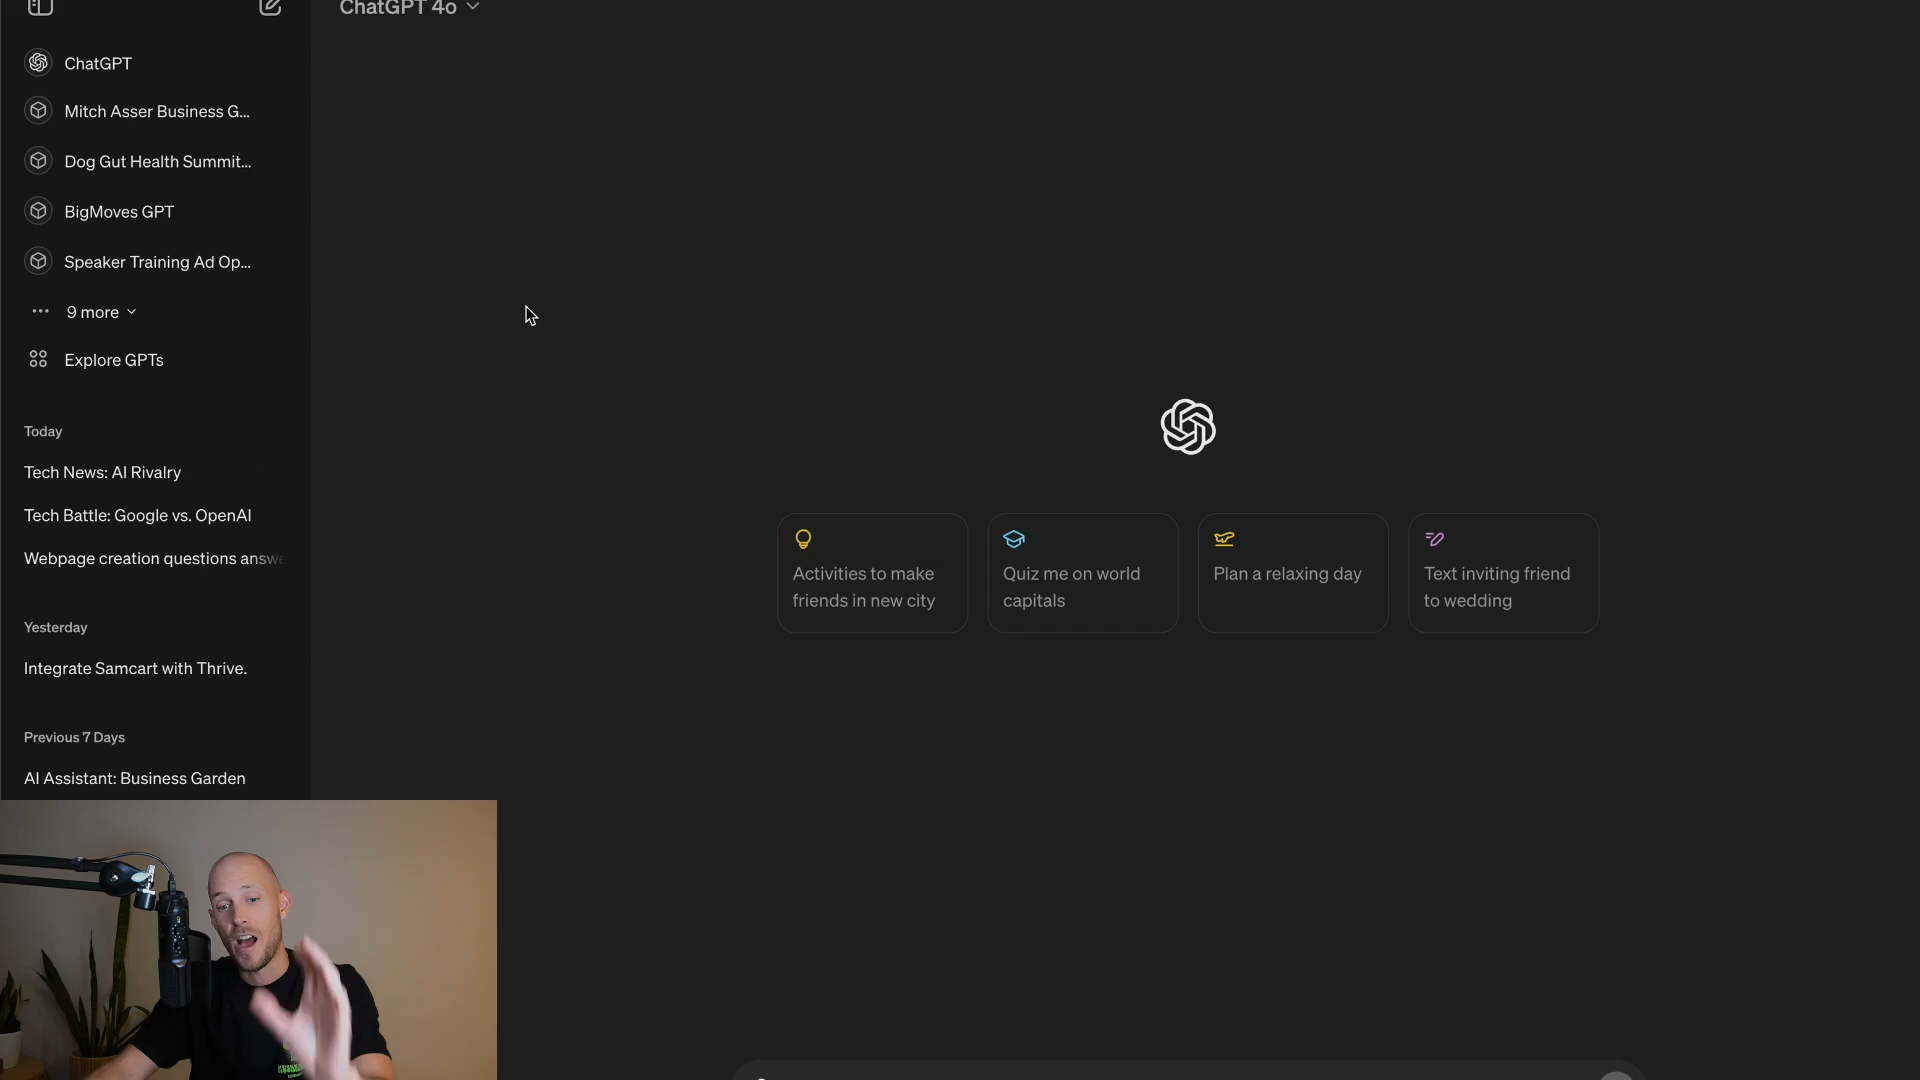 ChatGPT 4o
ChatGPT
Mitch Asser Business G...
Dog Gut Health Summit...
BigMoves GPT
Speaker Training Ad Op...
9 more
Explore GPTs
Today
Tech News: AI Rivalry
Tech Battle: Google vs. OpenAI
Webpage creation questions answe
Yesterday
Integrate Samcart with Thrive.
Previous 7 Days
AI Assistant: Business Garden
Activities to make
friends in new city
Quiz me on world
capitals
Plan a relaxing day
Text inviting friend
to wedding